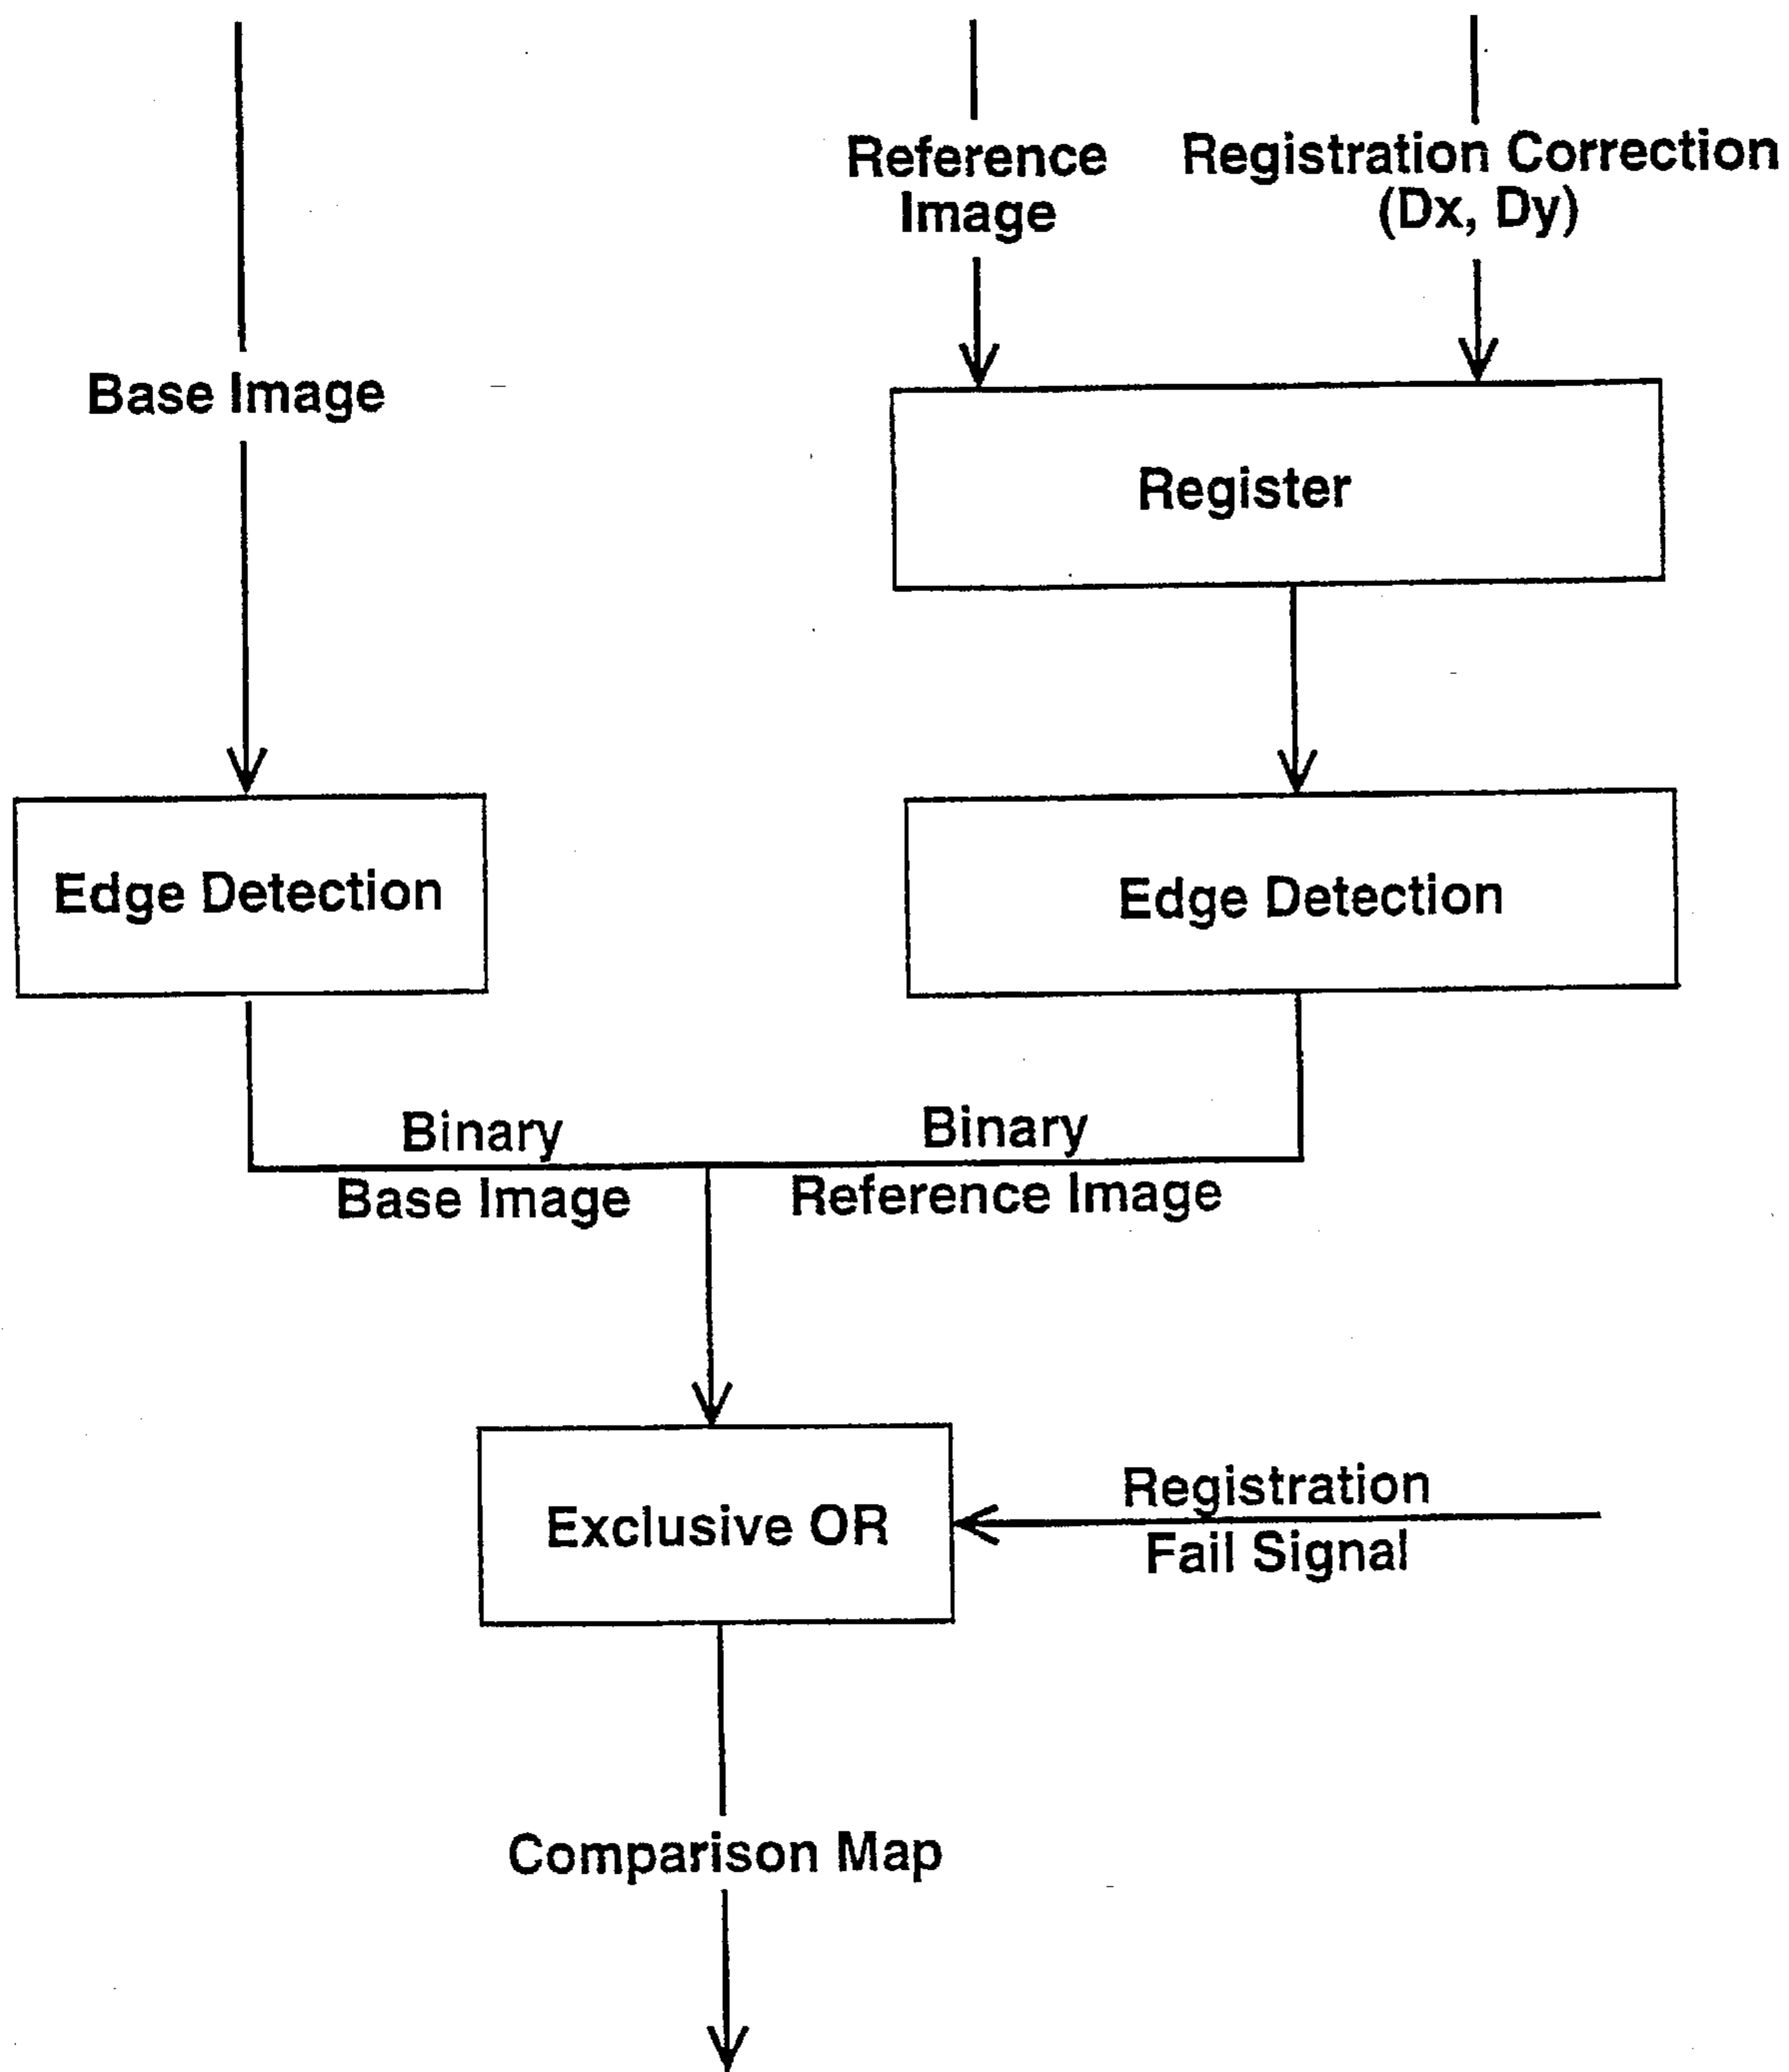 Reference
Image
Registration Correction
(Dx, Dy)
Base Image
Register
Edge Detection
Edge Detection
Binary
Base Image
Binary
Reference Image
Exclusive OR
Registration
Fail Signal
Comparison Map